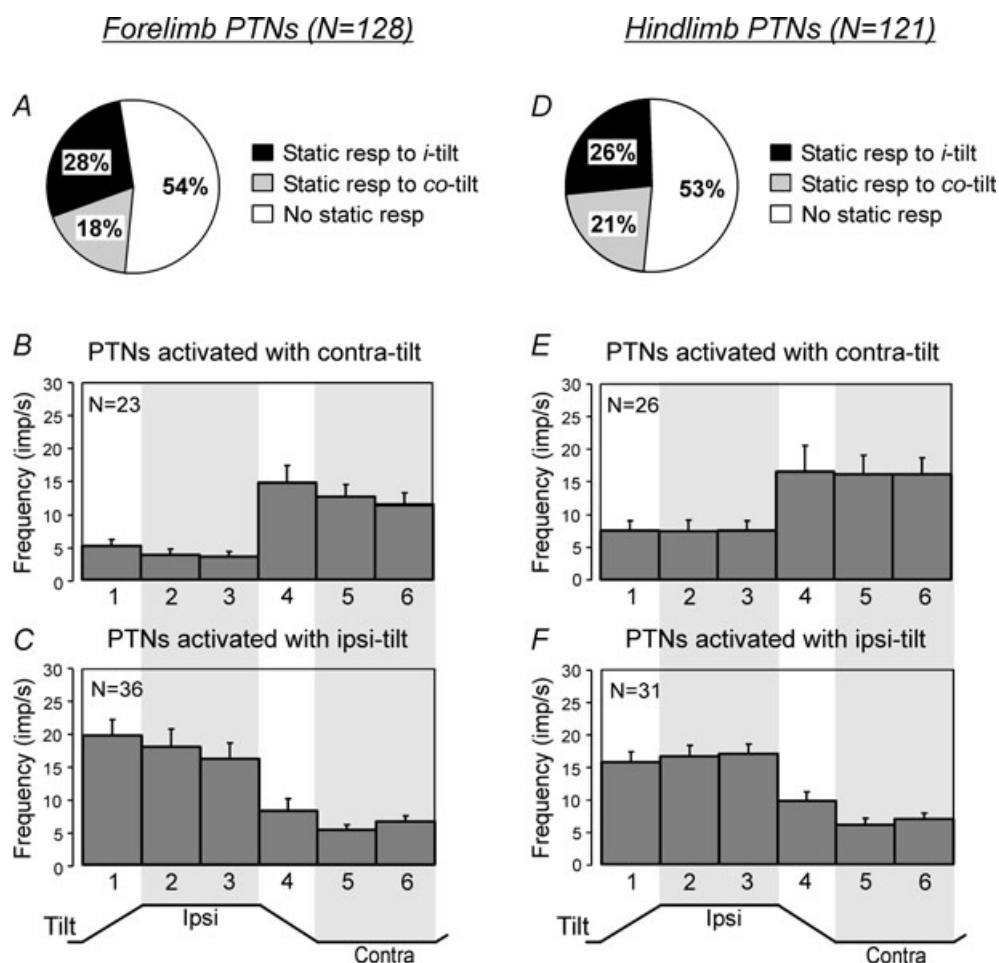 Forelimb PTNs (N=128)
Hindlimb PTNs (N=121)
A
28%
54%
18%
Static resp to i-tilt
Static resp to co-tilt
No static resp
D
26%
53%
21%
Static resp to i-tilt
Static resp to co-tilt
No static resp
B
PTNs activated with contra-tilt
Frequency (imp/s)
30
25
20
15
10
5
0
N=23
1 2 3 4 5 6
E
PTNs activated with contra-tilt
Frequency (imp/s)
30
25
20
15
10
5
0
N=26
1 2 3 4 5 6
C
PTNs activated with ipsi-tilt
Frequency (imp/s)
30
25
20
15
10
5
0
N=36
1 2 3 4 5 6
Tilt
Ipsi
Contra
F
PTNs activated with ipsi-tilt
Frequency (imp/s)
30
25
20
15
10
5
0
N=31
1 2 3 4 5 6
Tilt
Ipsi
Contra